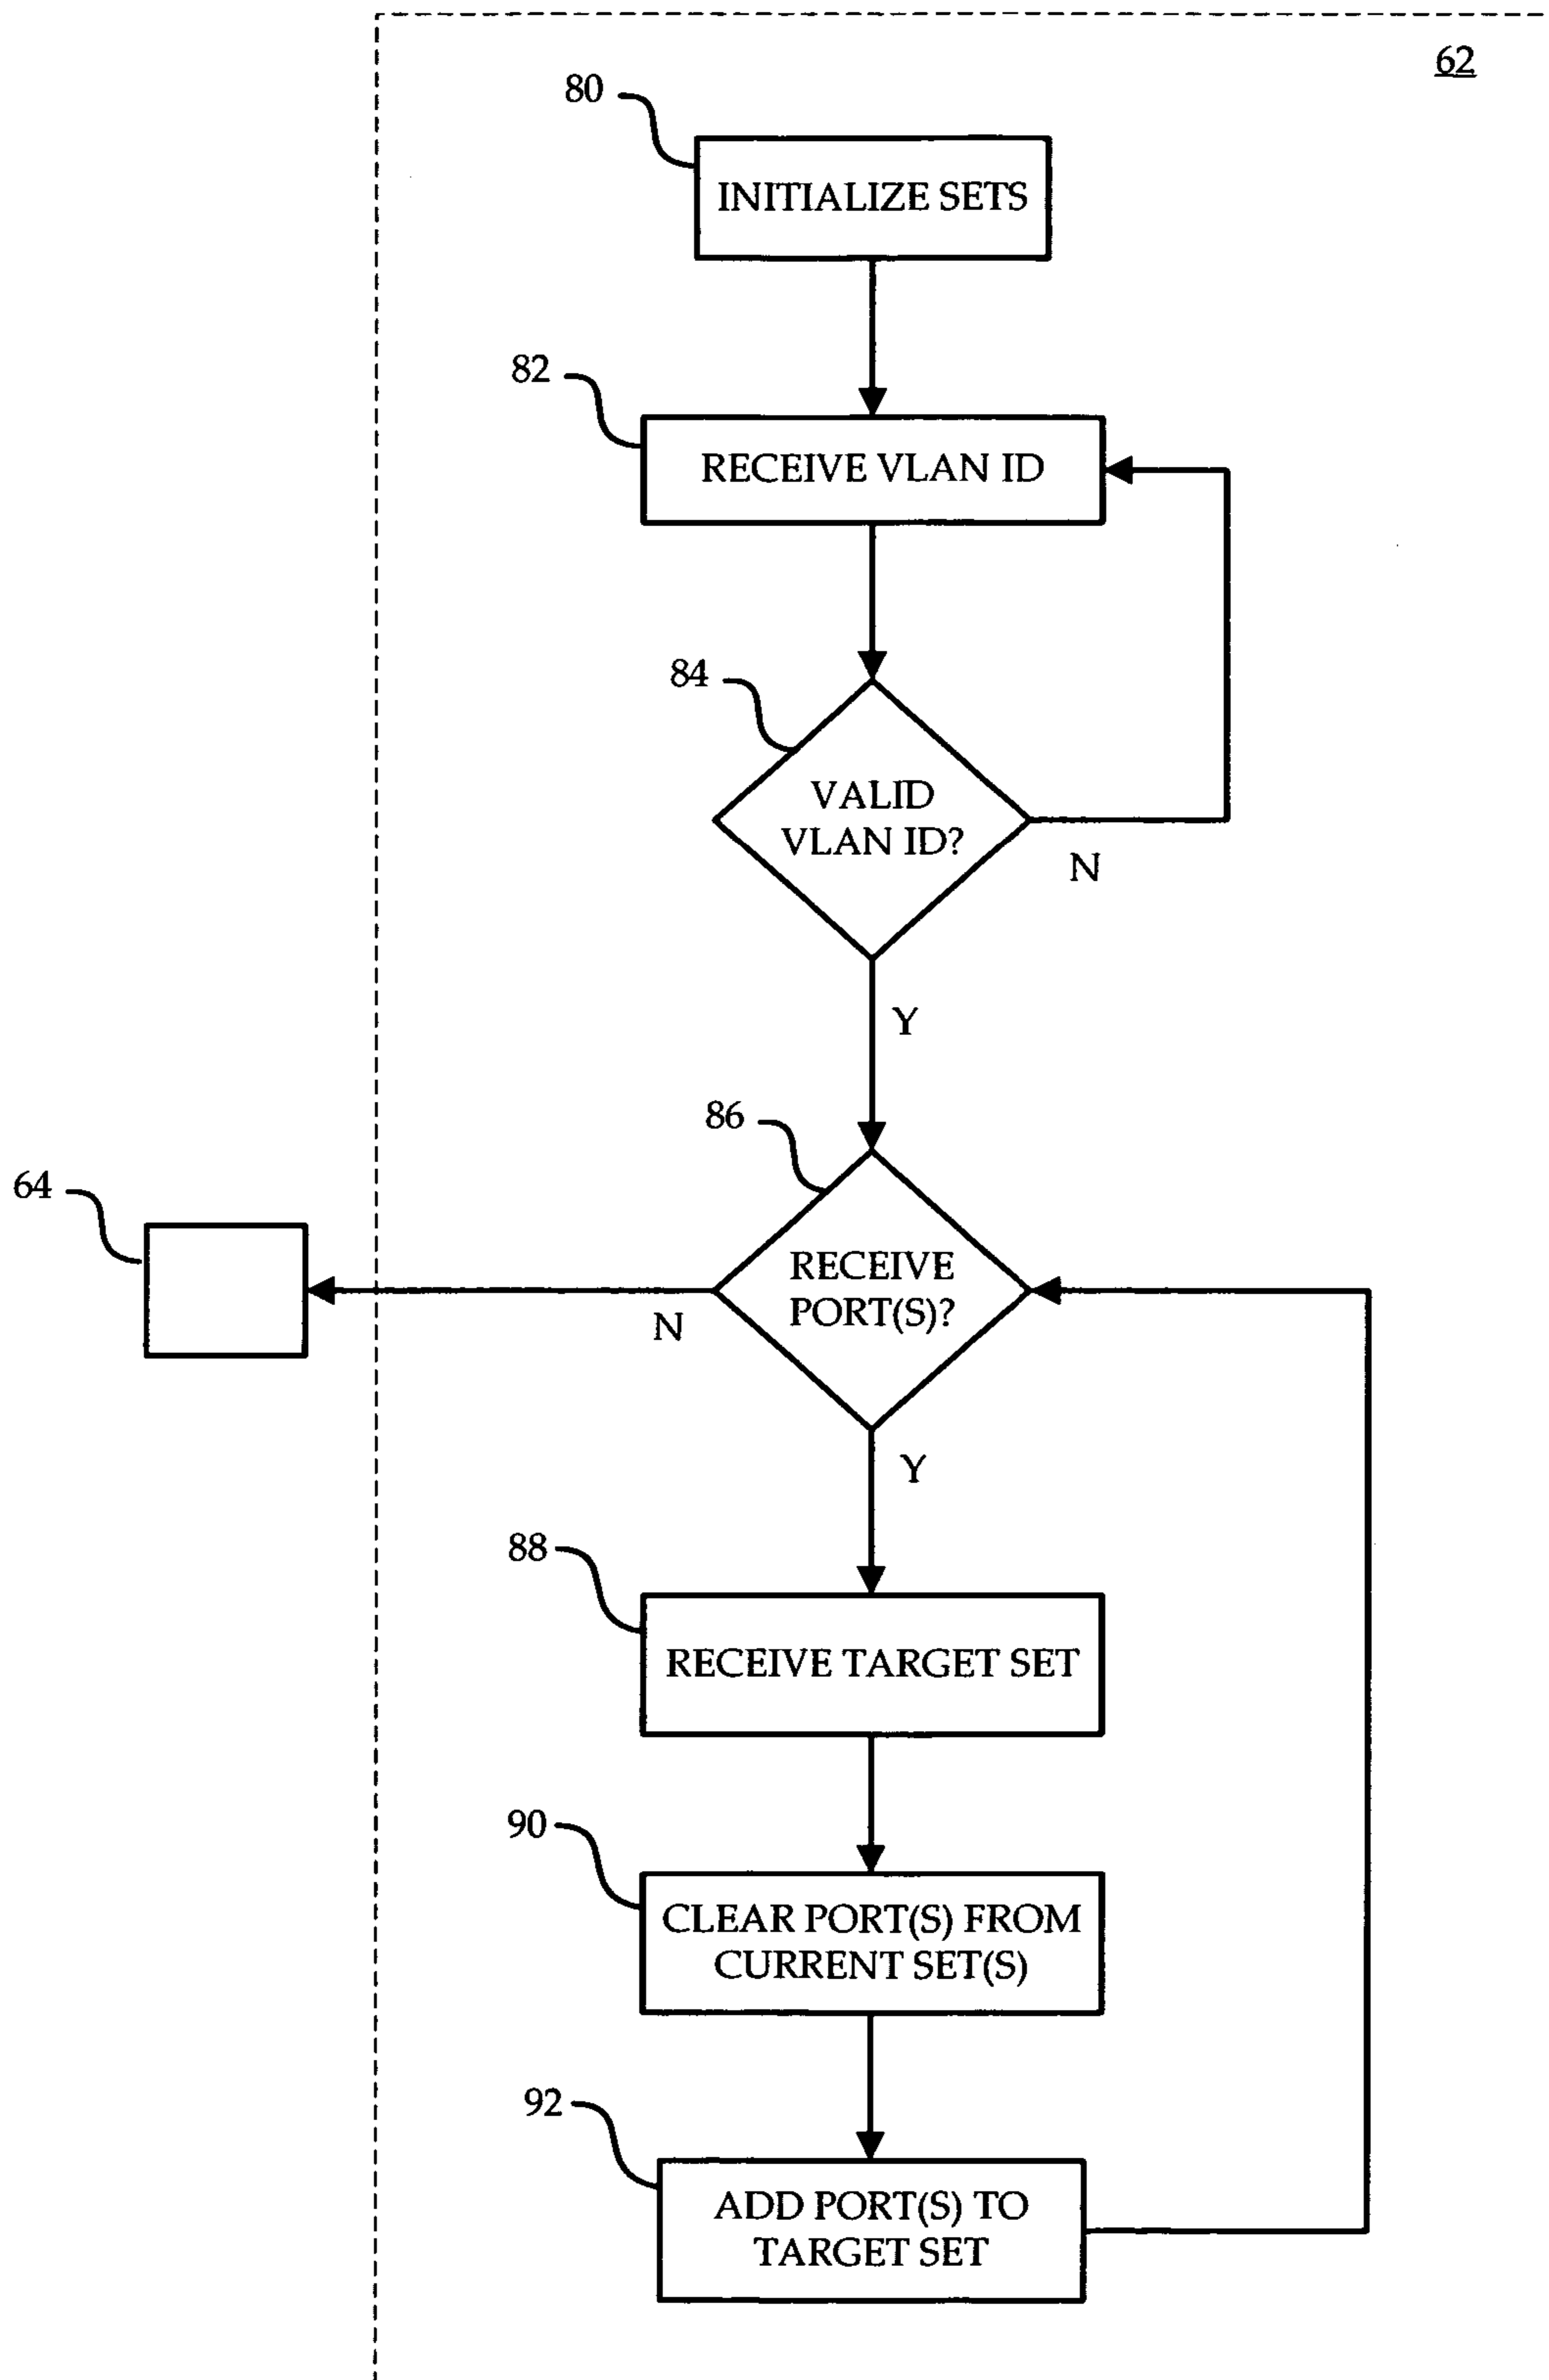 62
80
INITIALIZE SETS
82
RECEIVE VLAN ID
84
VALID
VLAN ID?
N
Y
86
64
RECEIVE
PORT(S)?
N
Y
88
RECEIVE TARGET SET
90
CLEAR PORT(S) FROM
CURRENT SET(S)
92
ADD PORT(S) TO
TARGET SET